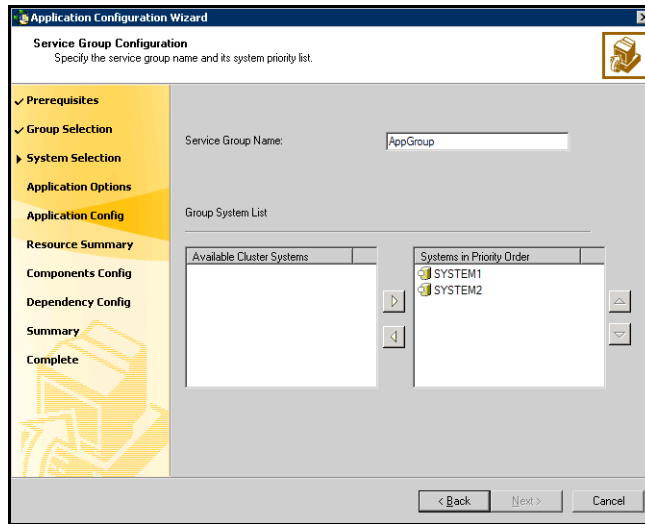 Application Configuration Wizard
Service Group Configuration
Specify the service group name and its system priority list.
Prerequisites
Group Selection
System Selection
Application Options
Application Config
Resource Summary
Components Config
Dependency Config
Summary
Complete
Service Group Name:
AppGroup
Group System List
Available Cluster Systems
Systems in Priority Order
SYSTEM1
SYSTEM2
< Back
Next >
Cancel